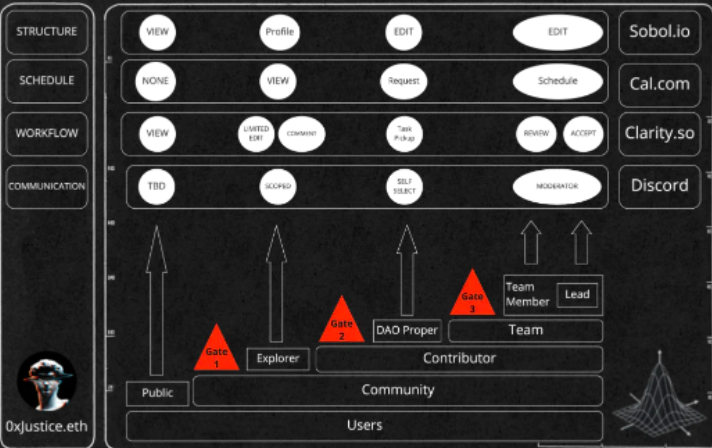 STRUCTURE
VIEW
Profile
EDIT
EDIT
Sobol.io
SCHEDULE
NONE
VIEW
Request
Schedule
Cal.com
WORKFLOW
VIEW
LIMITED
EDIT
COMMENT
Task
Pickup
REVIEW
ACCEPT
Clarity.so
COMMUNICATION
TBD
SCOPED
SELF
SELECT
MODERATOR
Discord
Gate
3
Team
Member
Lead
Gate
2
DAO Proper
Team
Gate
1
Explorer
Contributor
Public
Community
0xJustice.eth
Users